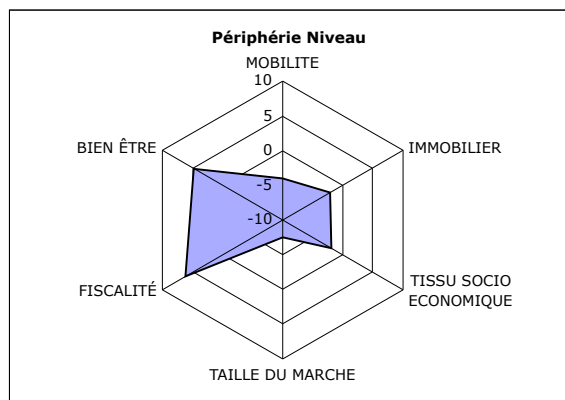 Périphérie Niveau
MOBILITE
10
5
0
-5
-10
BIEN ÊTRE
IMMOBILIER
FISCALITÉ
TISSU SOCIO
ECONOMIQUE
TAILLE DU MARCHE